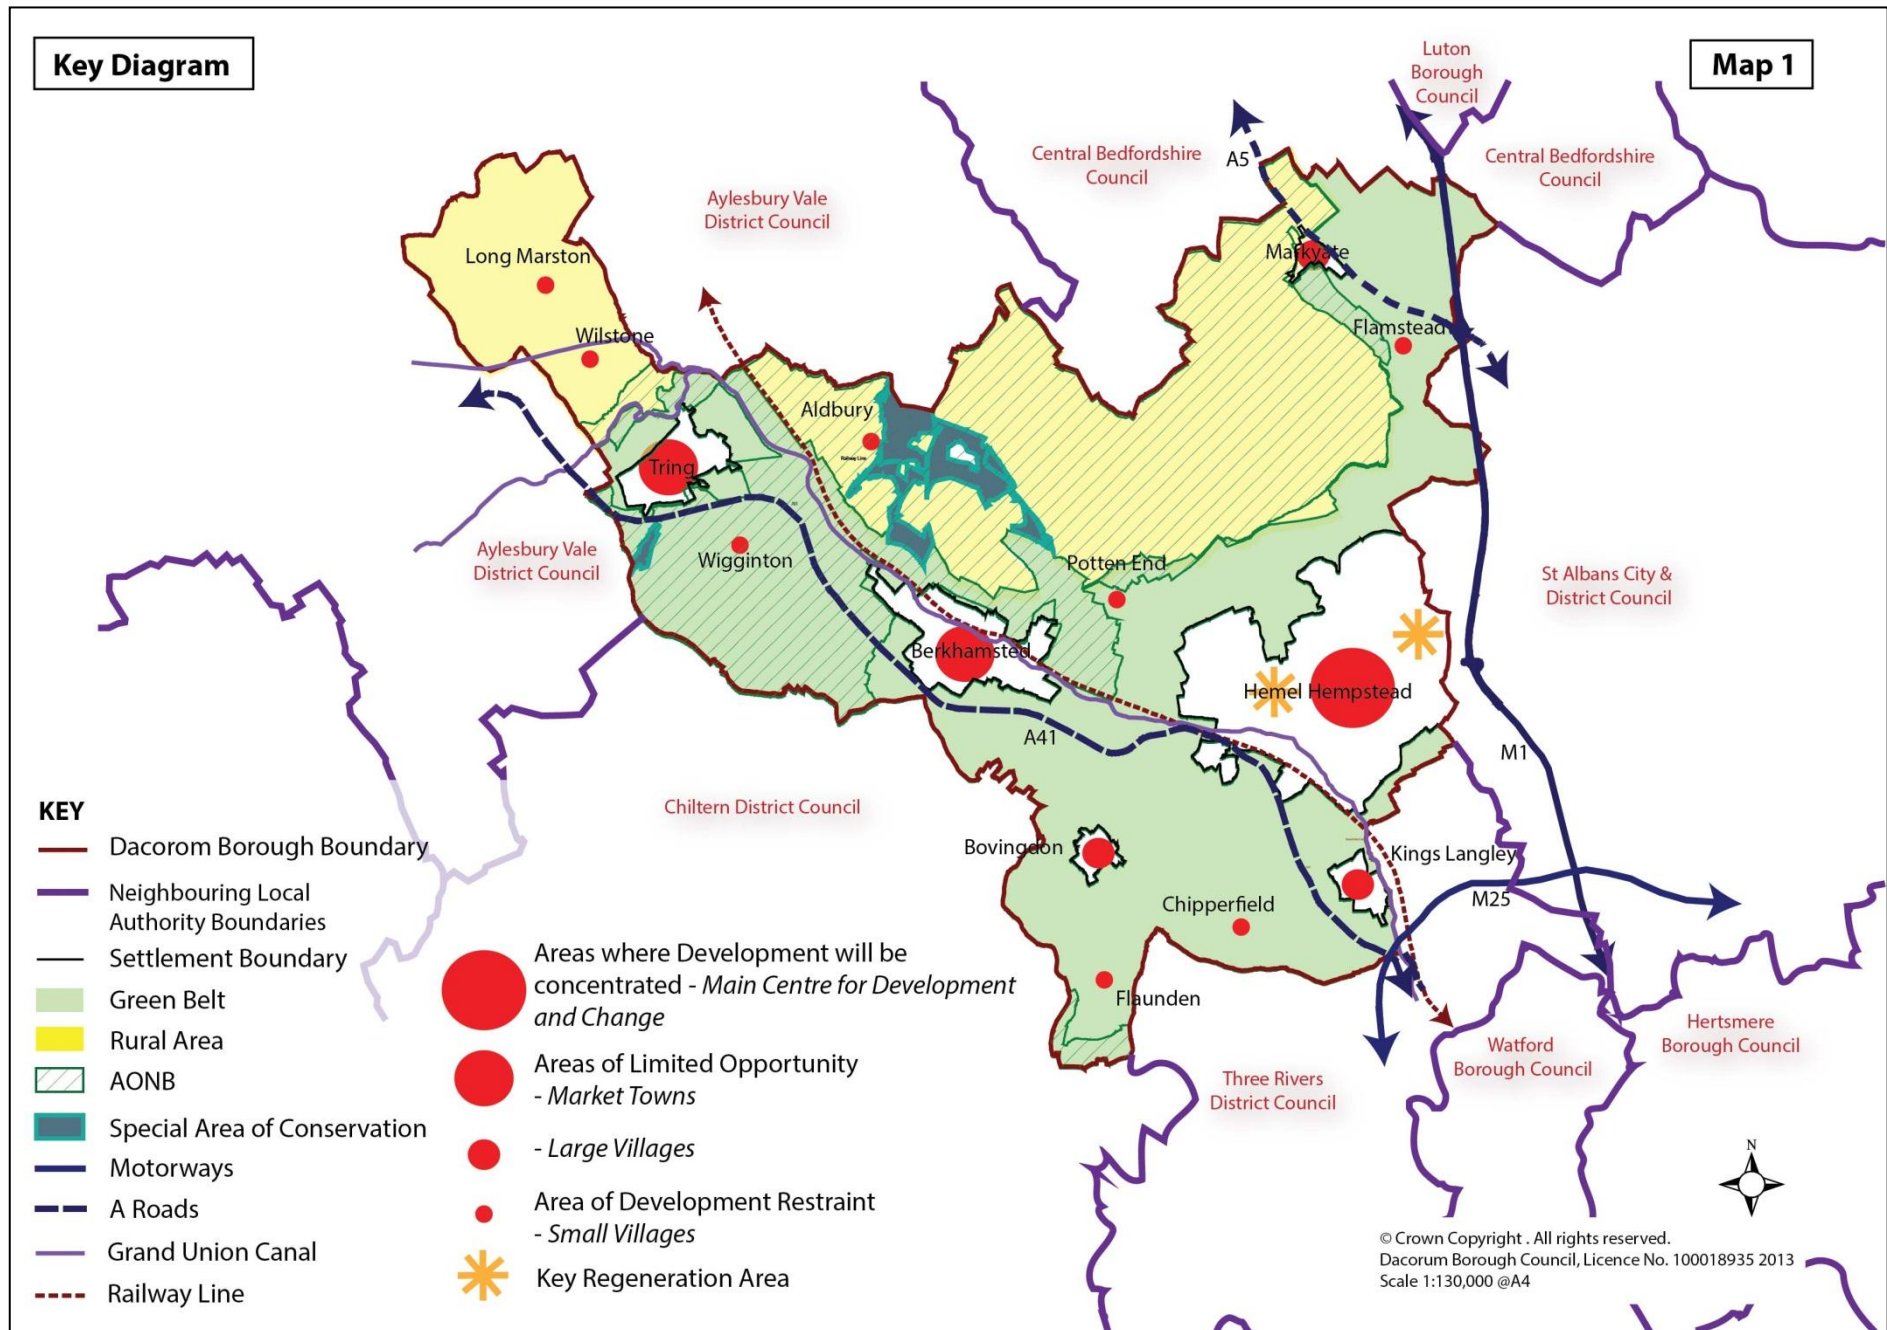 Key Diagram
Map 1
Luton
Borough
Council
Central Bedfordshire
Council
A5
Central Bedfordshire
Council
Aylesbury Vale
District Council
Long Marston
Markyate
Wilstone
Flamstead
Aldbury
Railway Line
Tring
Aylesbury Vale
District Council
Wigginton
Potten End
St Albans City &
District Council
Berkhamsted
Hemel Hempstead
A41
M1
Chiltern District Council
Bovingdon
Kings Langley
M25
Chipperfield
Flaunden
Hertsmere
Borough Council
Watford
Borough Council
Three Rivers
District Council
KEY
Dacorom Borough Boundary
Neighbouring Local
Authority Boundaries
Settlement Boundary
Green Belt
Rural Area
AONB
Special Area of Conservation
Motorways
A Roads
Grand Union Canal
Railway Line
Areas where Development will be
concentrated - Main Centre for Development
and Change
Areas of Limited Opportunity
- Market Towns
- Large Villages
Area of Development Restraint
- Small Villages
Key Regeneration Area
N
© Crown Copyright . All rights reserved.
Dacorum Borough Council, Licence No. 100018935 2013
Scale 1:130,000 @A4